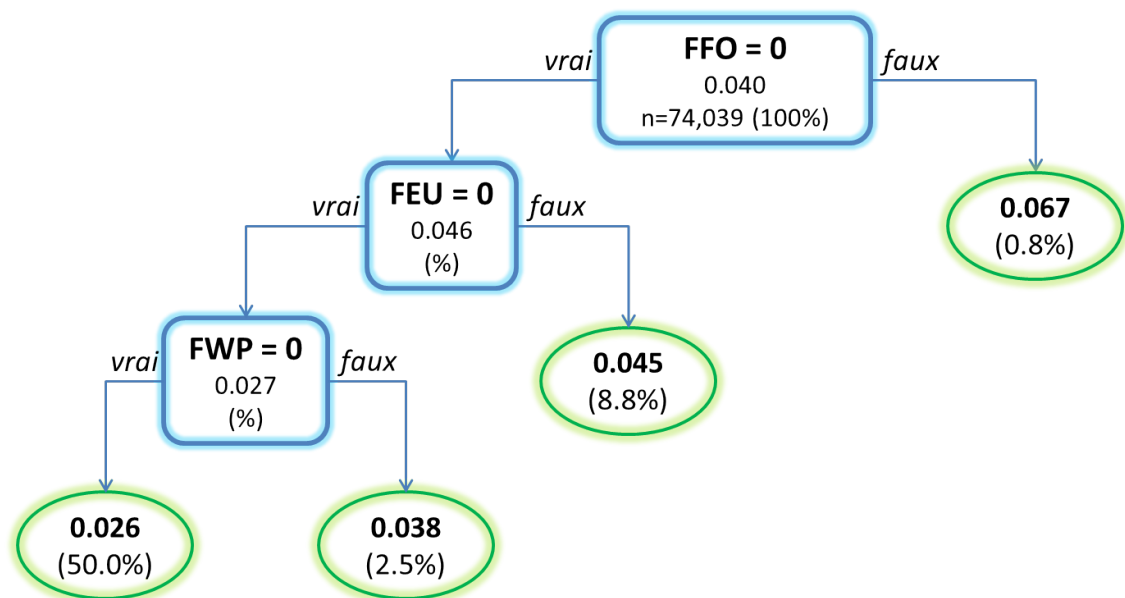 FFO = 0
0.040
n=74,039 (100%)
vrai
faux
FEU = 0
0.046
(%)
vrai
faux
0.067
(0.8%)
FWP = 0
0.027
(%)
vrai
faux
0.045
(8.8%)
0.026
(50.0%)
0.038
(2.5%)